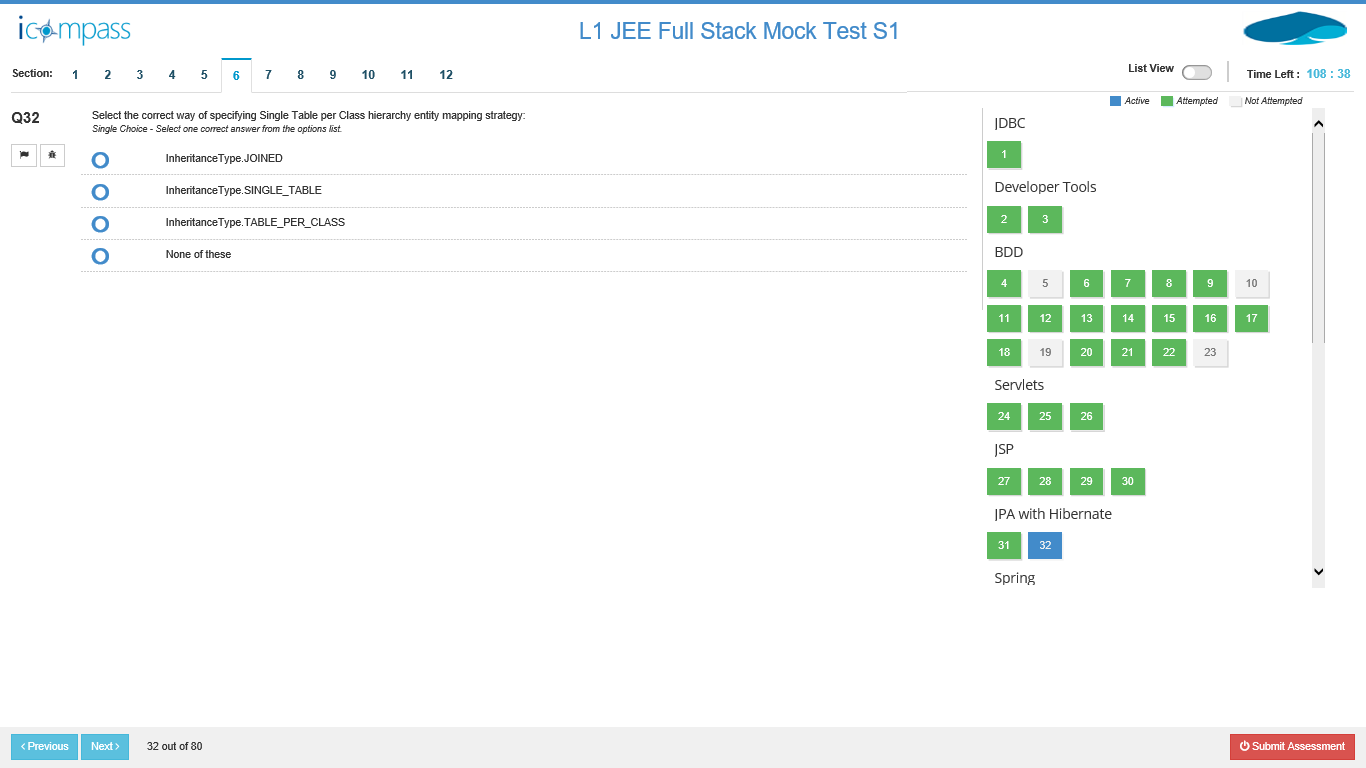 icompass
L1 JEE Full Stack Mock Test S1
Section: 1 2 3 4 5 6 7 8 9 10 11 12
List View
Time Left : 108 : 38
Active Attempted Not Attempted
Q32
Select the correct way of specifying Single Table per Class hierarchy entity mapping strategy:
Single Choice - Select one correct answer from the options list.
InheritanceType.JOINED
InheritanceType.SINGLE_TABLE
InheritanceType.TABLE_PER_CLASS
None of these
JDBC
1
Developer Tools
2 3
BDD
4 5 6 7 8 9 10
11 12 13 14 15 16 17
18 19 20 21 22 23
Servlets
24 25 26
JSP
27 28 29 30
JPA with Hibernate
31 32
Spring
< Previous
Next >
32 out of 80
Submit Assessment